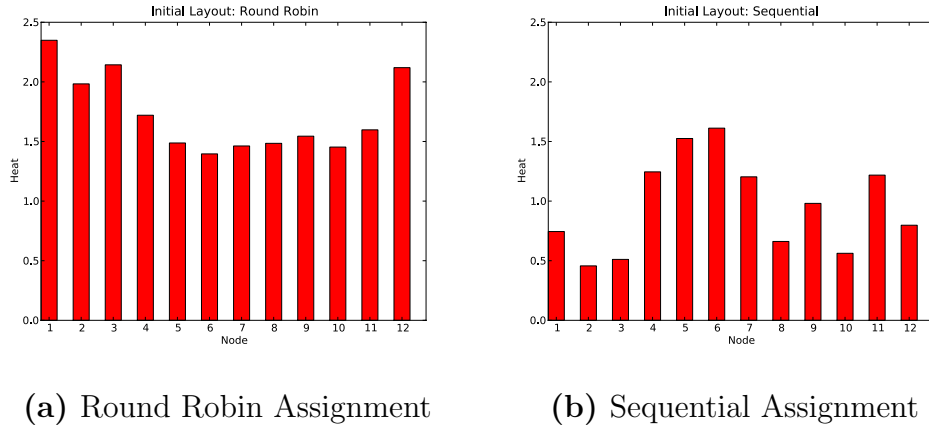 Initial Layout: Round Robin
2.5
2.0
1.5
1.0
0.5
0.0
Heat
1 2 3 4 5 6 7 8 9 10 11 12
Node
(a) Round Robin Assignment
Initial Layout: Sequential
2.5
2.0
1.5
1.0
0.5
0.0
Heat
1 2 3 4 5 6 7 8 9 10 11 12
Node
(b) Sequential Assignment